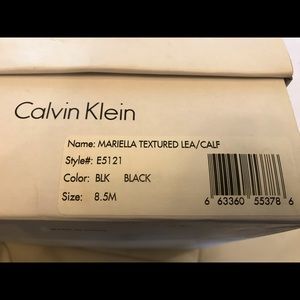 Calvin Klein
Name: MARIELLA TEXTURED LEA/CALF
Style#: E5121
Color: BLK BLACK
Size: 8.5M
6 63360 55378 6